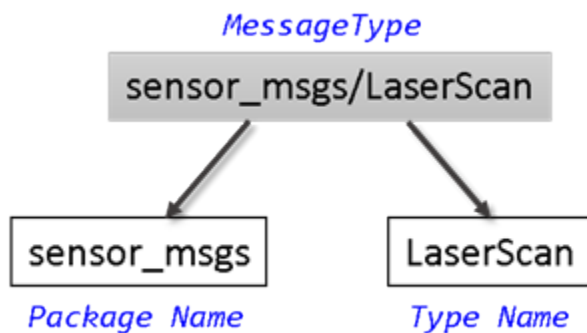 MessageType
sensor_msgs/LaserScan
sensor_msgs
LaserScan
Package Name
Type Name